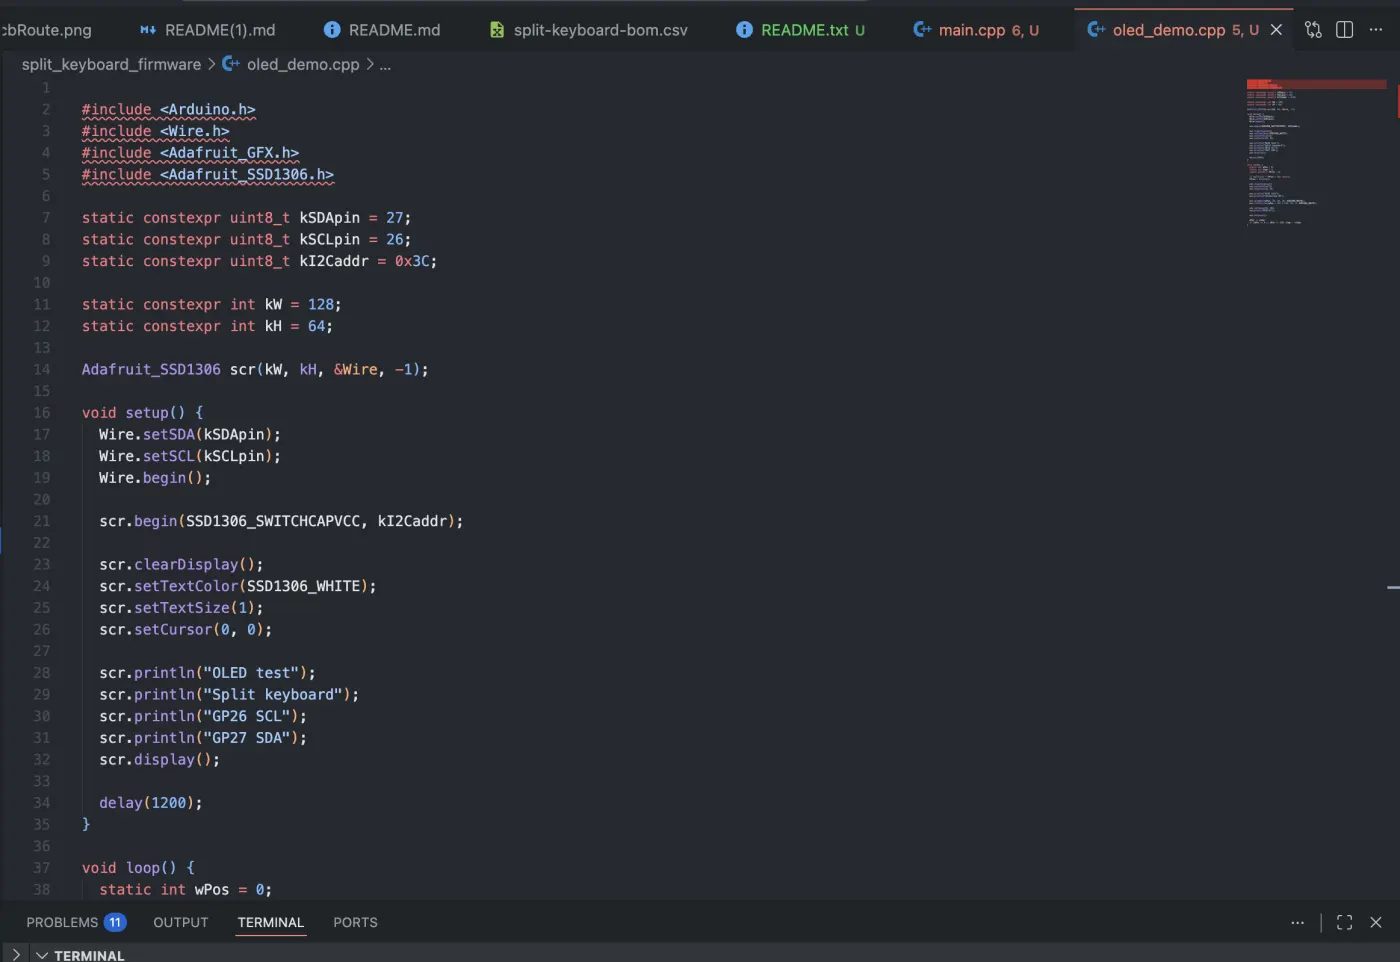 cbRoute.png README(1).md README.md split-keyboard-bom.csv README.txt U main.cpp 6, U oled_demo.cpp 5, U
split_keyboard_firmware > oled_demo.cpp > ...
1
2 #include <Arduino.h>
3 #include <Wire.h>
4 #include <Adafruit_GFX.h>
5 #include <Adafruit_SSD1306.h>
6
7 static constexpr uint8_t kSDApin = 27;
8 static constexpr uint8_t kSCLpin = 26;
9 static constexpr uint8_t kI2Caddr = 0x3C;
10
11 static constexpr int kW = 128;
12 static constexpr int kH = 64;
13
14 Adafruit_SSD1306 scr(kW, kH, &Wire, -1);
15
16 void setup() {
17 Wire.setSDA(kSDApin);
18 Wire.setSCL(kSCLpin);
19 Wire.begin();
20
21 scr.begin(SSD1306_SWITCHCAPVCC, kI2Caddr);
22
23 scr.clearDisplay();
24 scr.setTextColor(SSD1306_WHITE);
25 scr.setTextSize(1);
26 scr.setCursor(0, 0);
27
28 scr.println("OLED test");
29 scr.println("Split keyboard");
30 scr.println("GP26 SCL");
31 scr.println("GP27 SDA");
32 scr.display();
33
34 delay(1200);
35 }
36
37 void loop() {
38 static int wPos = 0;
PROBLEMS 11 OUTPUT TERMINAL PORTS
TERMINAL